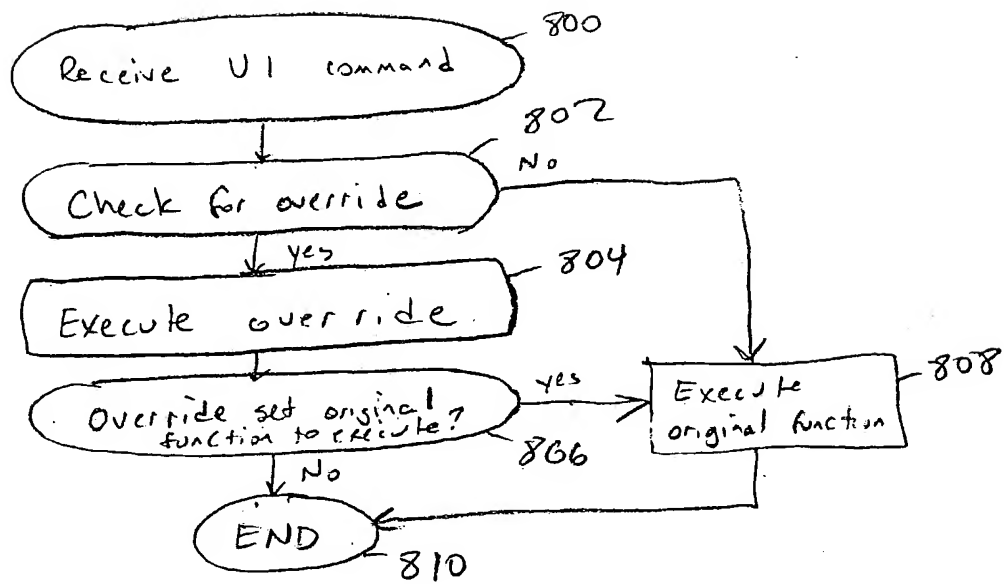 800
Receive UI command
802
No
Check for override
yes
804
Execute override
yes
Override set original
function to execute?
806
808
Execute
original function
No
END
810